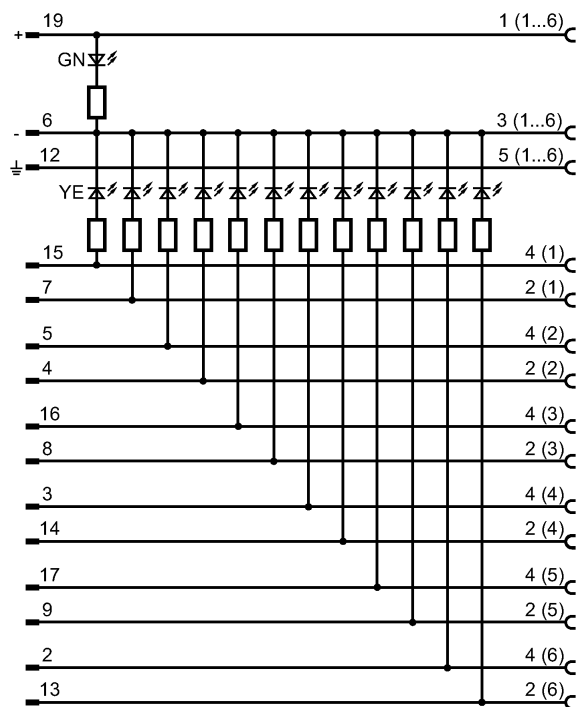 19 1 (1...6)
+
GN
6 3 (1...6)
-
12 5 (1...6)
YE
15 4 (1)
7 2 (1)
5 4 (2)
4 2 (2)
16 4 (3)
8 2 (3)
3 4 (4)
14 2 (4)
17 4 (5)
9 2 (5)
2 4 (6)
13 2 (6)